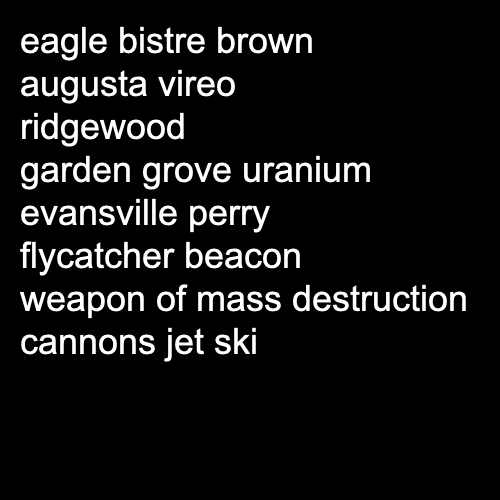 eagle bistre brown
augusta vireo
ridgewood
garden grove uranium
evansville perry
flycatcher beacon
weapon of mass destruction
cannons jet ski